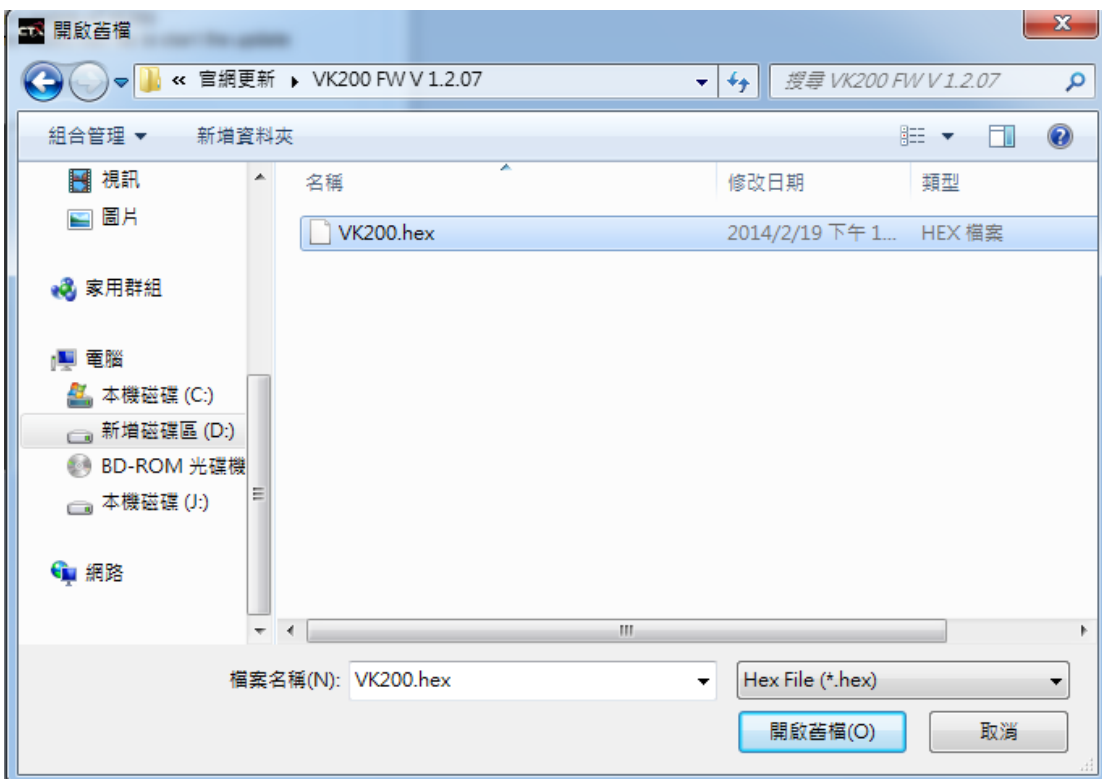 開啟舊檔
« 官網更新 ▸ VK200 FW V 1.2.07
搜尋 VK200 FW V 1.2.07
組合管理 ▼ 新增資料夾
名稱 修改日期 類型
VK200.hex 2014/2/19 下午 1... HEX 檔案
視訊
圖片
家用群組
電腦
本機磁碟 (C:)
新增磁碟區 (D:)
BD-ROM 光碟機
本機磁碟 (J:)
網路
檔案名稱(N): VK200.hex Hex File (*.hex)
開啟舊檔(O) 取消